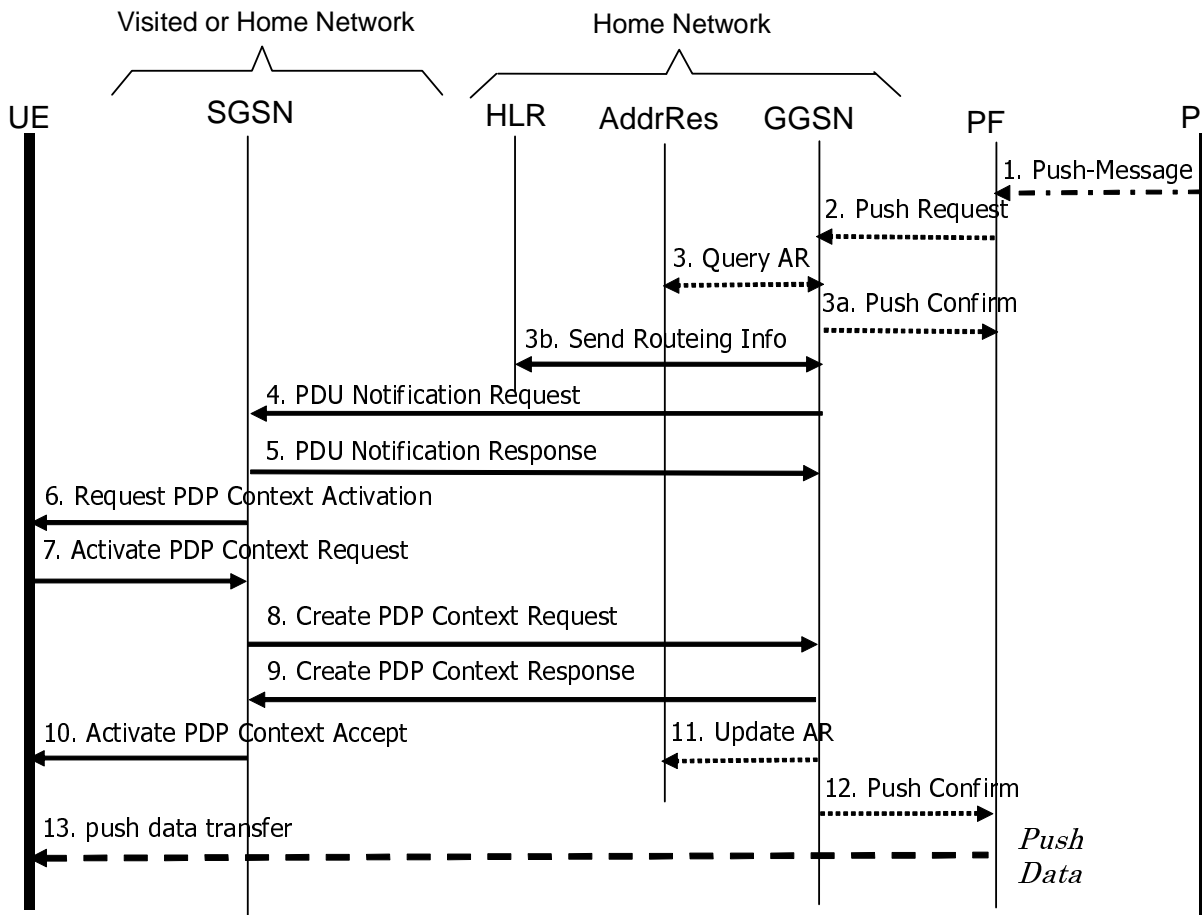 Visited or Home Network
Home Network
UE
SGSN
HLR
AddrRes
GGSN
PF
P
1. Push-Message
2. Push Request
3. Query AR
3a. Push Confirm
3b. Send Routeing Info
4. PDU Notification Request
5. PDU Notification Response
6. Request PDP Context Activation
7. Activate PDP Context Request
8. Create PDP Context Request
9. Create PDP Context Response
10. Activate PDP Context Accept
11. Update AR
12. Push Confirm
13. push data transfer
Push
Data